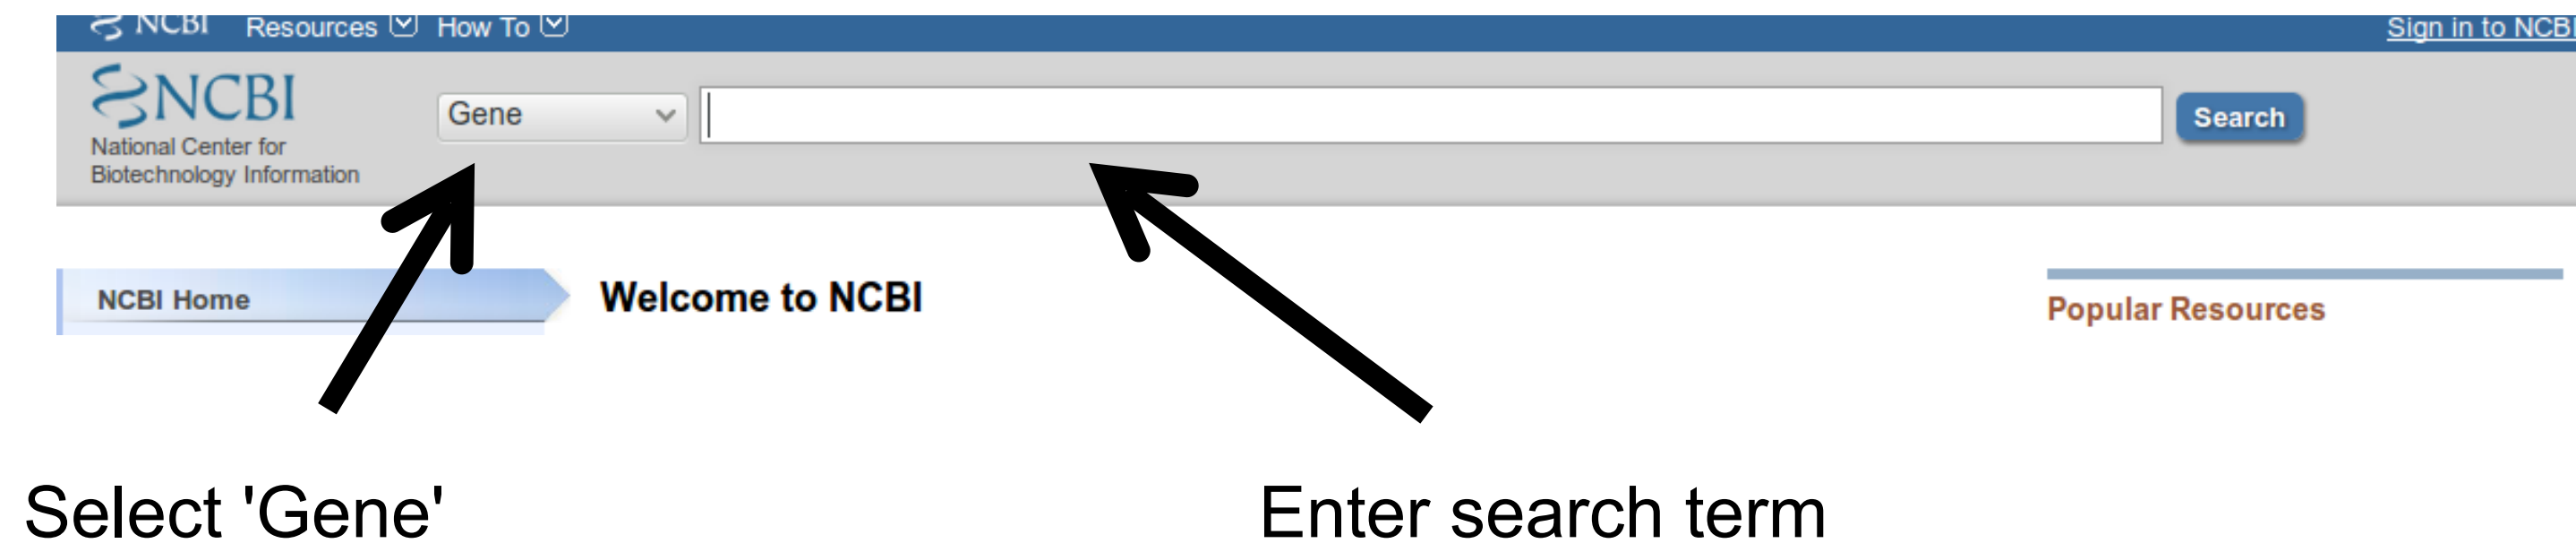 NCBI Resources How To Sign in to NCBI
NCBI
National Center for
Biotechnology Information
Gene
Search
NCBI Home
Welcome to NCBI
Popular Resources
Select 'Gene'
Enter search term